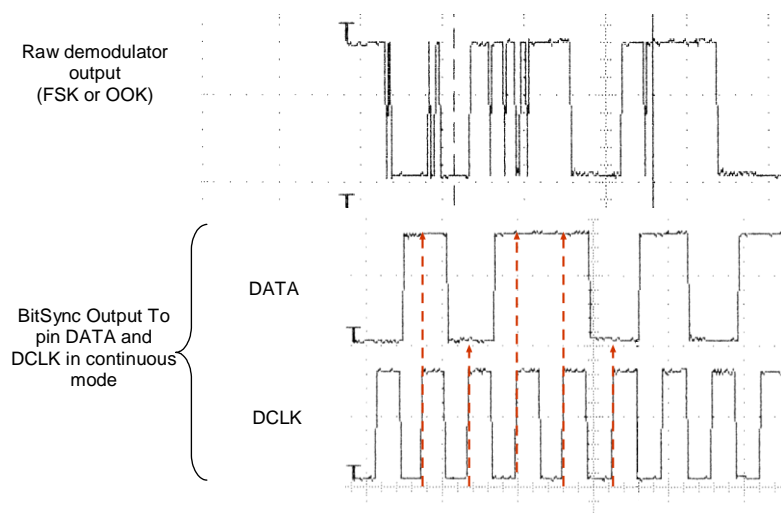 Raw demodulator
output
(FSK or OOK)
BitSync Output To
pin DATA and
DCLK in continuous
mode
DATA
DCLK